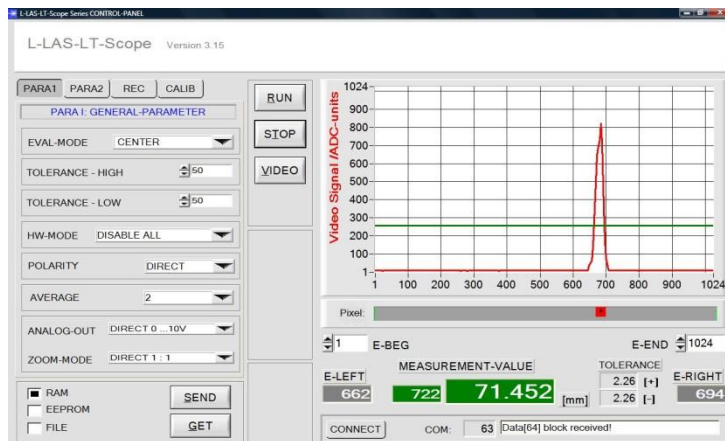 L-LAS-LT-Scope Series CONTROL-PANEL
L-LAS-LT-Scope Version 3.15
PARA1 PARA2 REC CALIB
PARA I: GENERAL-PARAMETER
EVAL-MODE CENTER
TOLERANCE - HIGH 50
TOLERANCE - LOW 50
HW-MODE DISABLE ALL
POLARITY DIRECT
AVERAGE 2
ANALOG-OUT DIRECT 0 ...10V
ZOOM-MODE DIRECT 1 : 1
RAM
EEPROM
FILE
SEND
GET
RUN
STOP
VIDEO
Video Signal /ADC-units
1024
900
800
700
600
500
400
300
200
100
1
1 100 200 300 400 500 600 700 800 900 1024
Pixel:
1 E-BEG E-END 1024
E-LEFT MEASUREMENT-VALUE TOLERANCE E-RIGHT
662 722 71.452 [mm] 2.26 [+] 694
2.26 [-]
CONNECT COM: 63 Data[64] block received!